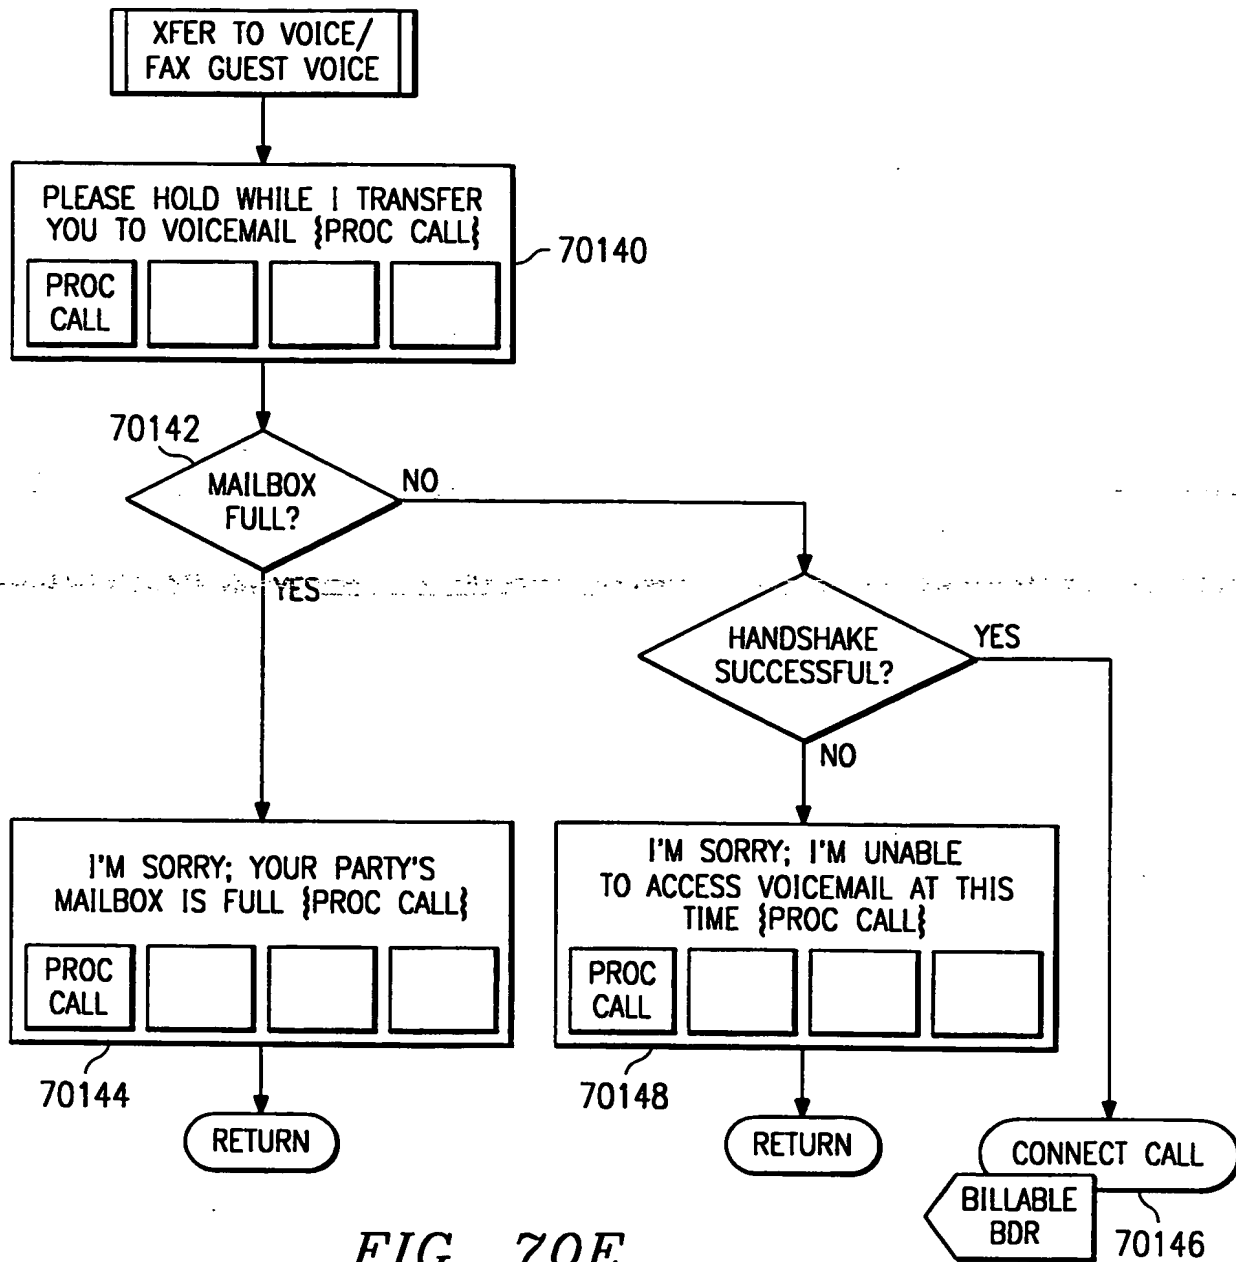 XFER TO VOICE/
FAX GUEST VOICE
PLEASE HOLD WHILE I TRANSFER
YOU TO VOICEMAIL {PROC CALL}
70140
PROC
CALL
70142
MAILBOX
FULL?
NO
YES
HANDSHAKE
SUCCESSFUL?
YES
NO
I'M SORRY; YOUR PARTY'S
MAILBOX IS FULL {PROC CALL}
PROC
CALL
70144
RETURN
I'M SORRY; I'M UNABLE
TO ACCESS VOICEMAIL AT THIS
TIME {PROC CALL}
PROC
CALL
70148
RETURN
CONNECT CALL
BILLABLE
BDR
70146